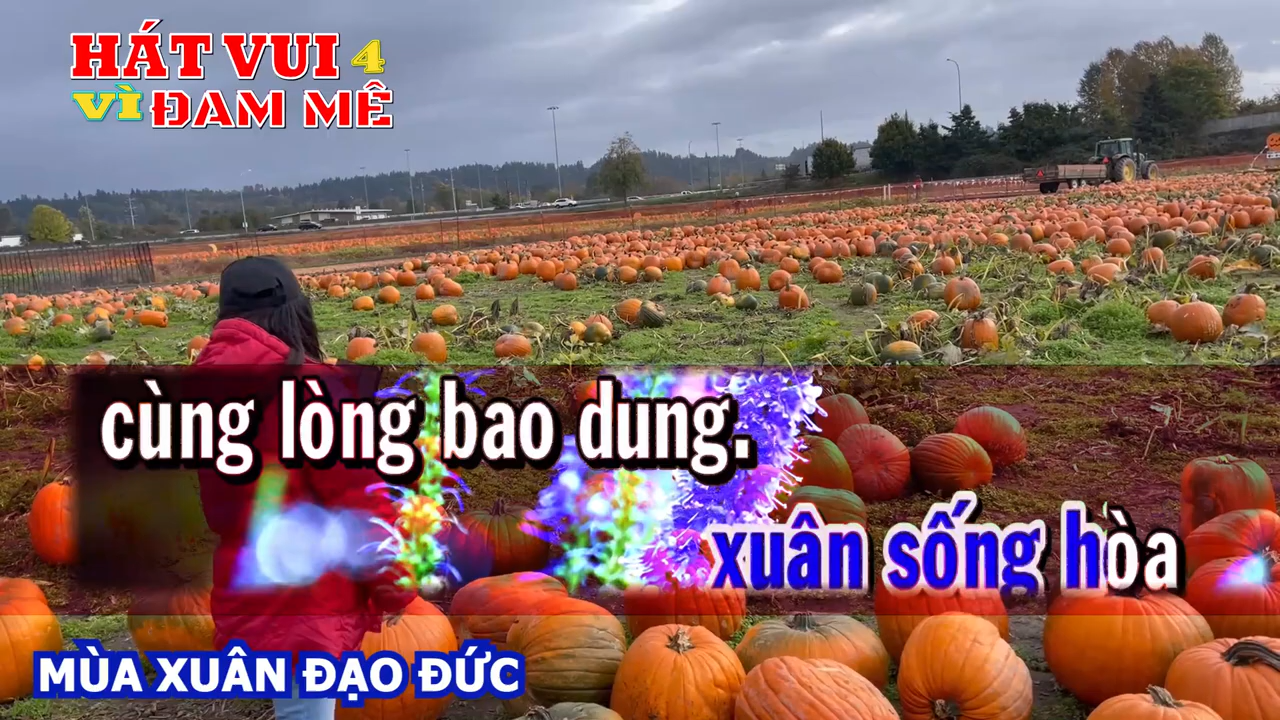 HÁT VUI 4
VÌ ĐAM MÊ
cùng lòng bao dung.
xuân sống hòa
MÙA XUÂN ĐẠO ĐỨC